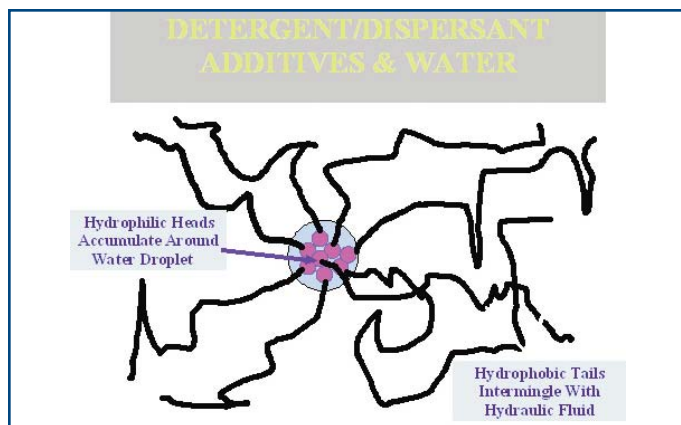 DETERGENT/DISPERSANT
ADDITIVES & WATER
Hydrophilic Heads
Accumulate Around
Water Droplet
Hydrophobic Tails
Intermingle With
Hydraulic Fluid